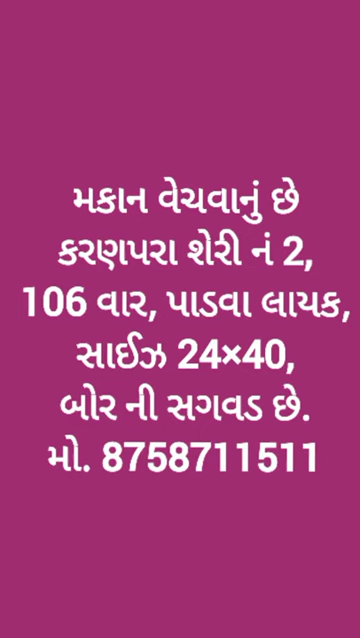 મકાન વેચવાનું છે
કરણપરા શેરી નં 2,
106 વાર, પાડવા લાયક,
સાઈઝ 24×40,
બોર ની સગવડ છે.
મો. 8758711511